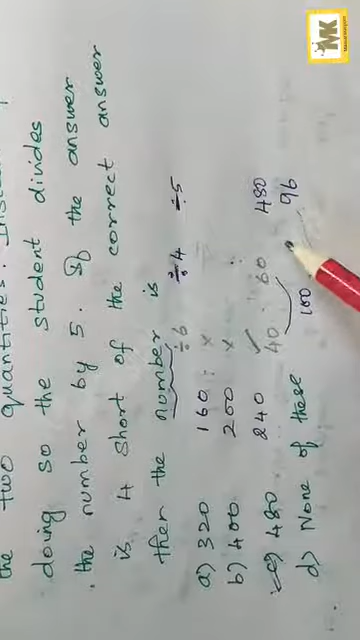 the two quantities.
doing so the student divides
the number by 5. If the answer
is 4 short of the correct answer
then the number is
÷6 ÷4 ÷5
a) 320 160 : ×
b) 400 200 ×
c) 480 240 ✓ 40 : 60 480
100 96
d) None of these
MK